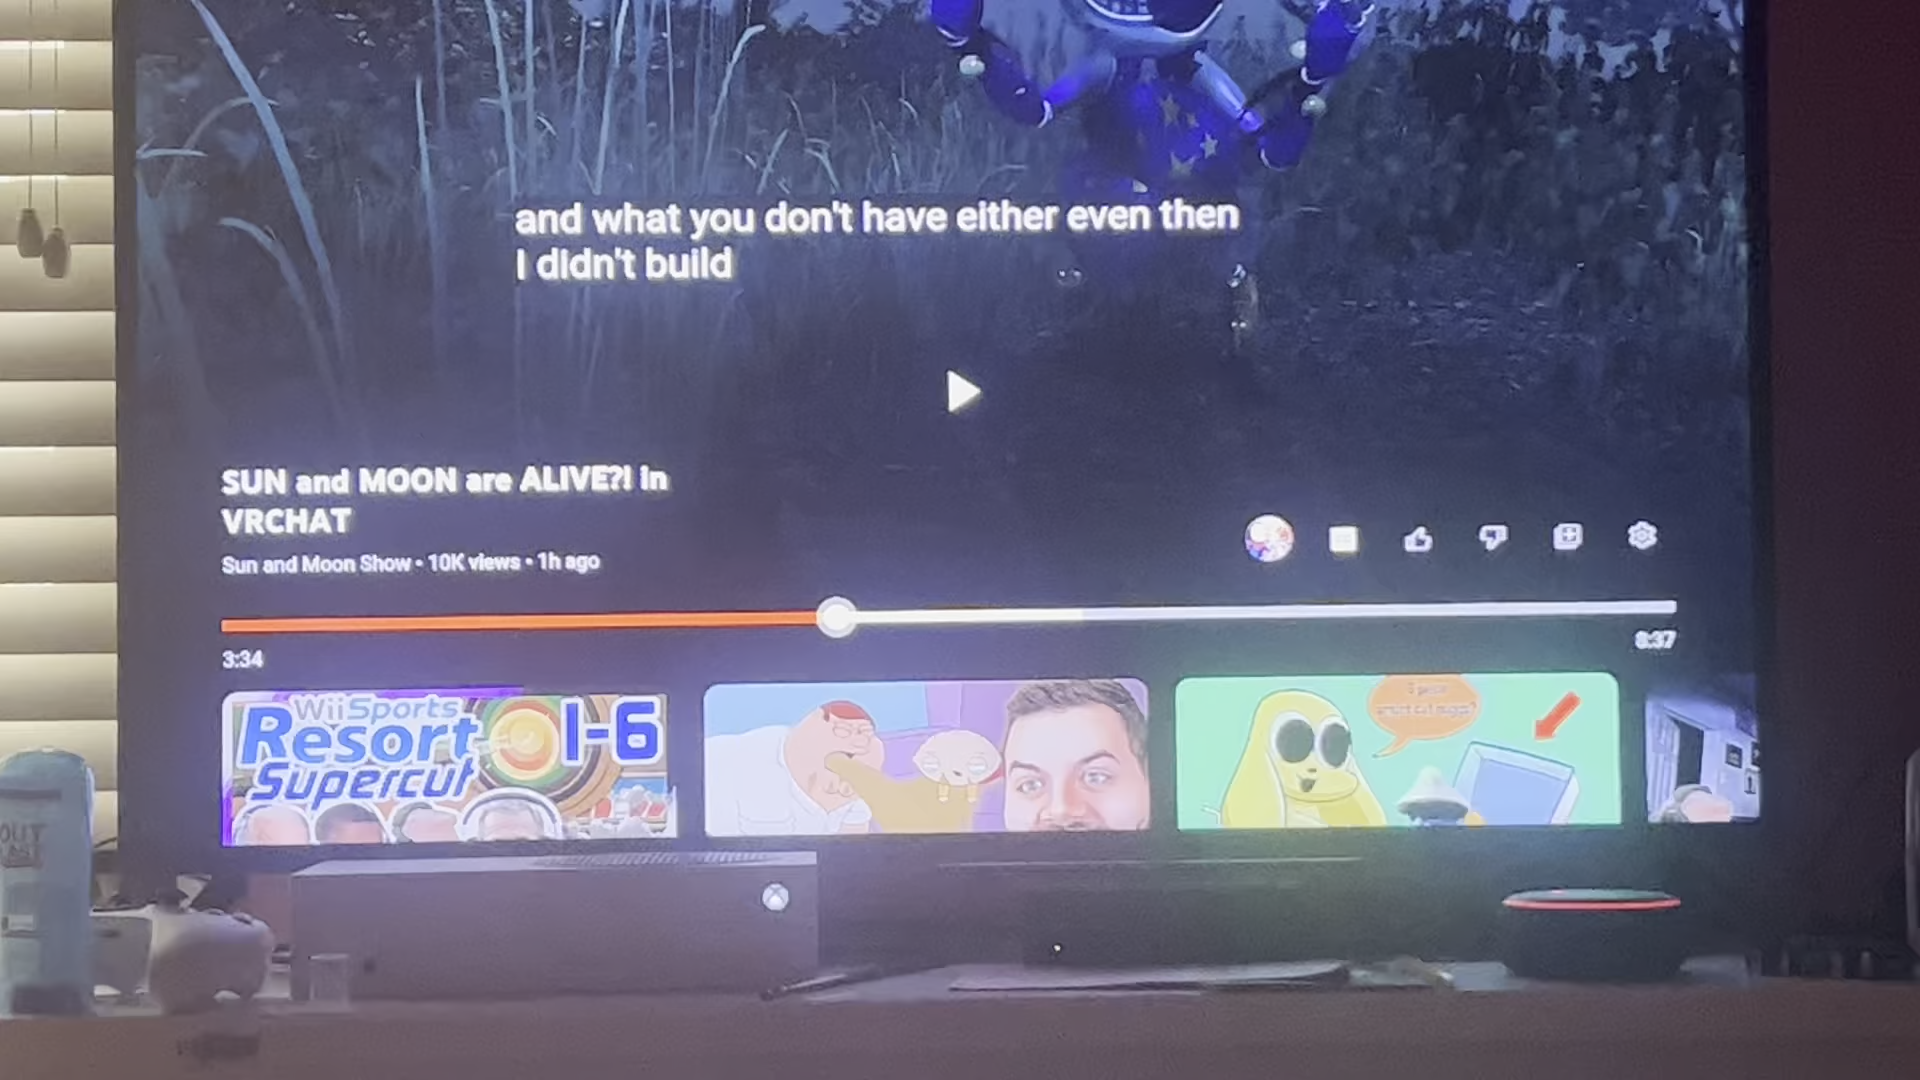 and what you don't have either even then
I didn't build
SUN and MOON are ALIVE?! in
VRCHAT
Sun and Moon Show • 10K views • 1h ago
3:34
8:37
Wii Sports
Resort
Supercut
1-6